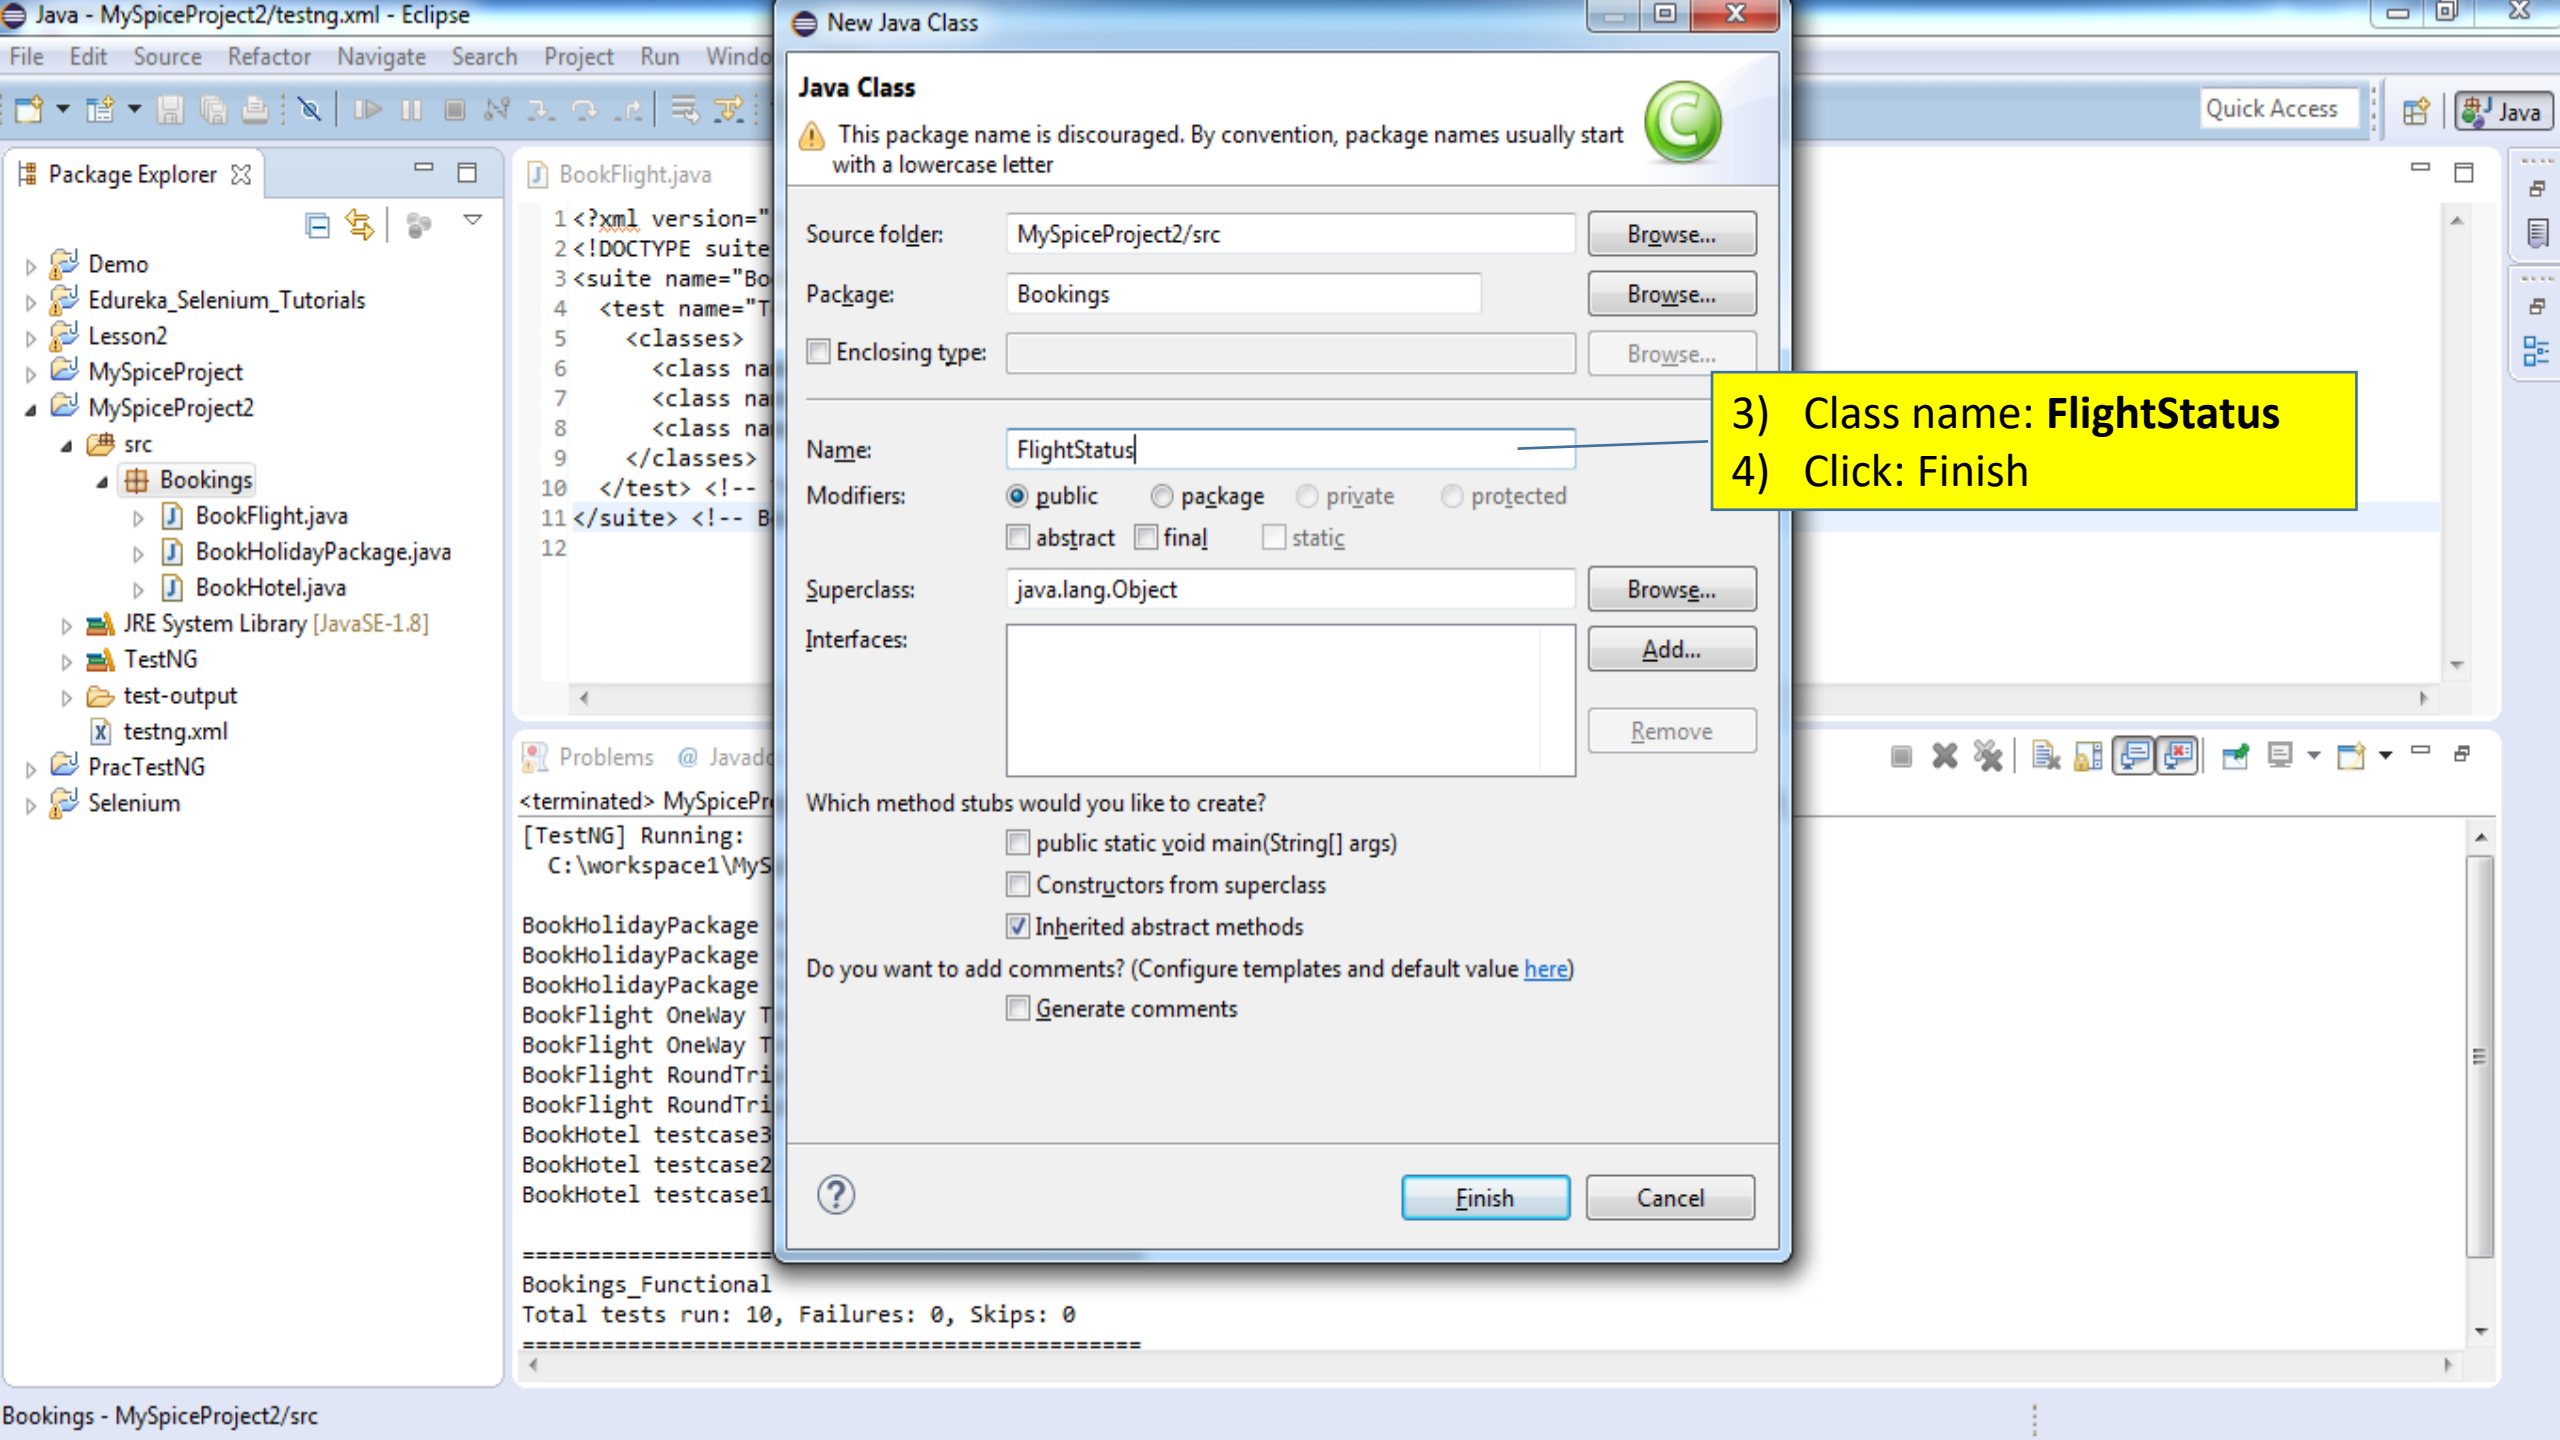 Java - MySpiceProject2/testng.xml - Eclipse
File Edit Source Refactor Navigate Search Project Run
Quick Access
Java
Package Explorer
Demo
Edureka_Selenium_Tutorials
Lesson2
MySpiceProject
MySpiceProject2
src
Bookings
BookFlight.java
BookHolidayPackage.java
BookHotel.java
JRE System Library [JavaSE-1.8]
TestNG
test-output
testng.xml
PracTestNG
Selenium
BookFlight.java
1 <?xml version="
2 <!DOCTYPE suite
3 <suite name="Bo
4 <test name="T
5 <classes>
6 <class na
7 <class na
8 <class na
9 </classes>
10 </test> <!--
11 </suite> <!-- B
12
Problems @ Javado
<terminated> MySpicePr
[TestNG] Running:
C:\workspace1\MyS
BookHolidayPackage
BookHolidayPackage
BookHolidayPackage
BookFlight OneWay T
BookFlight OneWay T
BookFlight RoundTri
BookFlight RoundTri
BookHotel testcase3
BookHotel testcase2
BookHotel testcase1
===================
Bookings_Functional
Total tests run: 10, Failures: 0, Skips: 0
===============================================
New Java Class
Java Class
This package name is discouraged. By convention, package names usually start
with a lowercase letter
Source folder: MySpiceProject2/src Browse...
Package: Bookings Browse...
Enclosing type: Browse...
Name: FlightStatus
Modifiers: public package private protected
abstract final static
Superclass: java.lang.Object Browse...
Interfaces: Add...
Remove
Which method stubs would you like to create?
public static void main(String[] args)
Constructors from superclass
Inherited abstract methods
Do you want to add comments? (Configure templates and default value here)
Generate comments
Finish Cancel
3) Class name: FlightStatus
4) Click: Finish
Bookings - MySpiceProject2/src